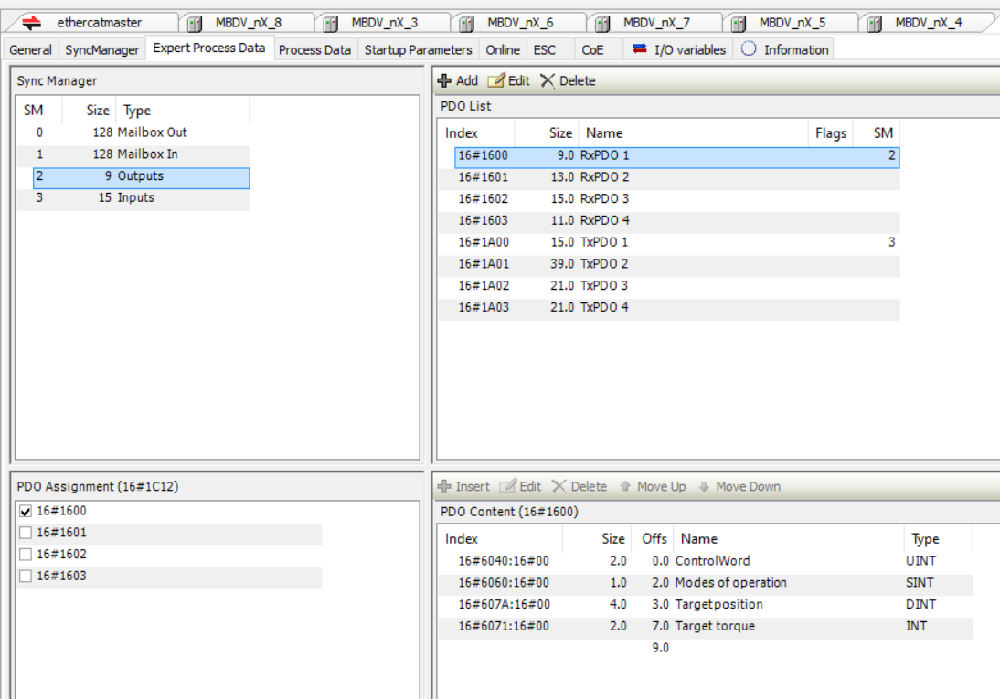 ethercatmaster MBDV_nX_8 MBDV_nX_3 MBDV_nX_6 MBDV_nX_7 MBDV_nX_5 MBDV_nX_4
General SyncManager Expert Process Data Process Data Startup Parameters Online ESC CoE I/O variables Information
Sync Manager
SM Size Type
0 128 Mailbox Out
1 128 Mailbox In
2 9 Outputs
3 15 Inputs
Add Edit Delete
PDO List
Index Size Name Flags SM
16#1600 9.0 RxPDO 1 2
16#1601 13.0 RxPDO 2
16#1602 15.0 RxPDO 3
16#1603 11.0 RxPDO 4
16#1A00 15.0 TxPDO 1 3
16#1A01 39.0 TxPDO 2
16#1A02 21.0 TxPDO 3
16#1A03 21.0 TxPDO 4
PDO Assignment (16#1C12)
16#1600
16#1601
16#1602
16#1603
Insert Edit Delete Move Up Move Down
PDO Content (16#1600)
Index Size Offs Name Type
16#6040:16#00 2.0 0.0 ControlWord UINT
16#6060:16#00 1.0 2.0 Modes of operation SINT
16#607A:16#00 4.0 3.0 Targetposition DINT
16#6071:16#00 2.0 7.0 Target torque INT
9.0